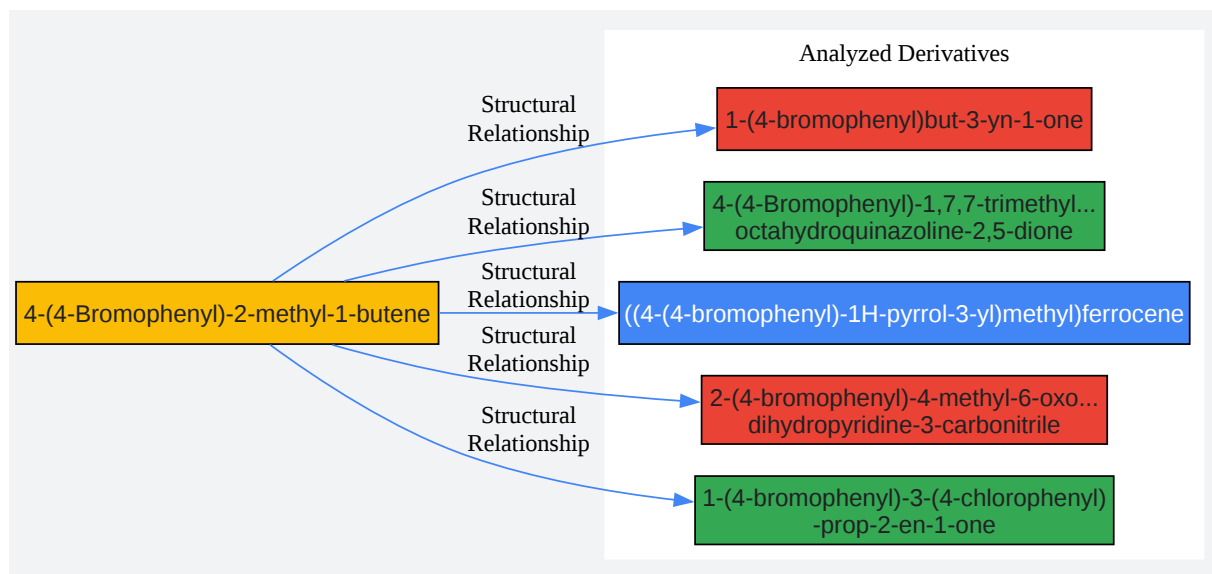 Analyzed Derivatives
Structural
Relationship
1-(4-bromophenyl)but-3-yn-1-one
Structural
Relationship
4-(4-Bromophenyl)-1,7,7-trimethyl...
octahydroquinazoline-2,5-dione
4-(4-Bromophenyl)-2-methyl-1-butene
Structural
Relationship
((4-(4-bromophenyl)-1H-pyrrol-3-yl)methyl)ferrocene
Structural
Relationship
2-(4-bromophenyl)-4-methyl-6-oxo...
dihydropyridine-3-carbonitrile
Structural
Relationship
1-(4-bromophenyl)-3-(4-chlorophenyl)
-prop-2-en-1-one